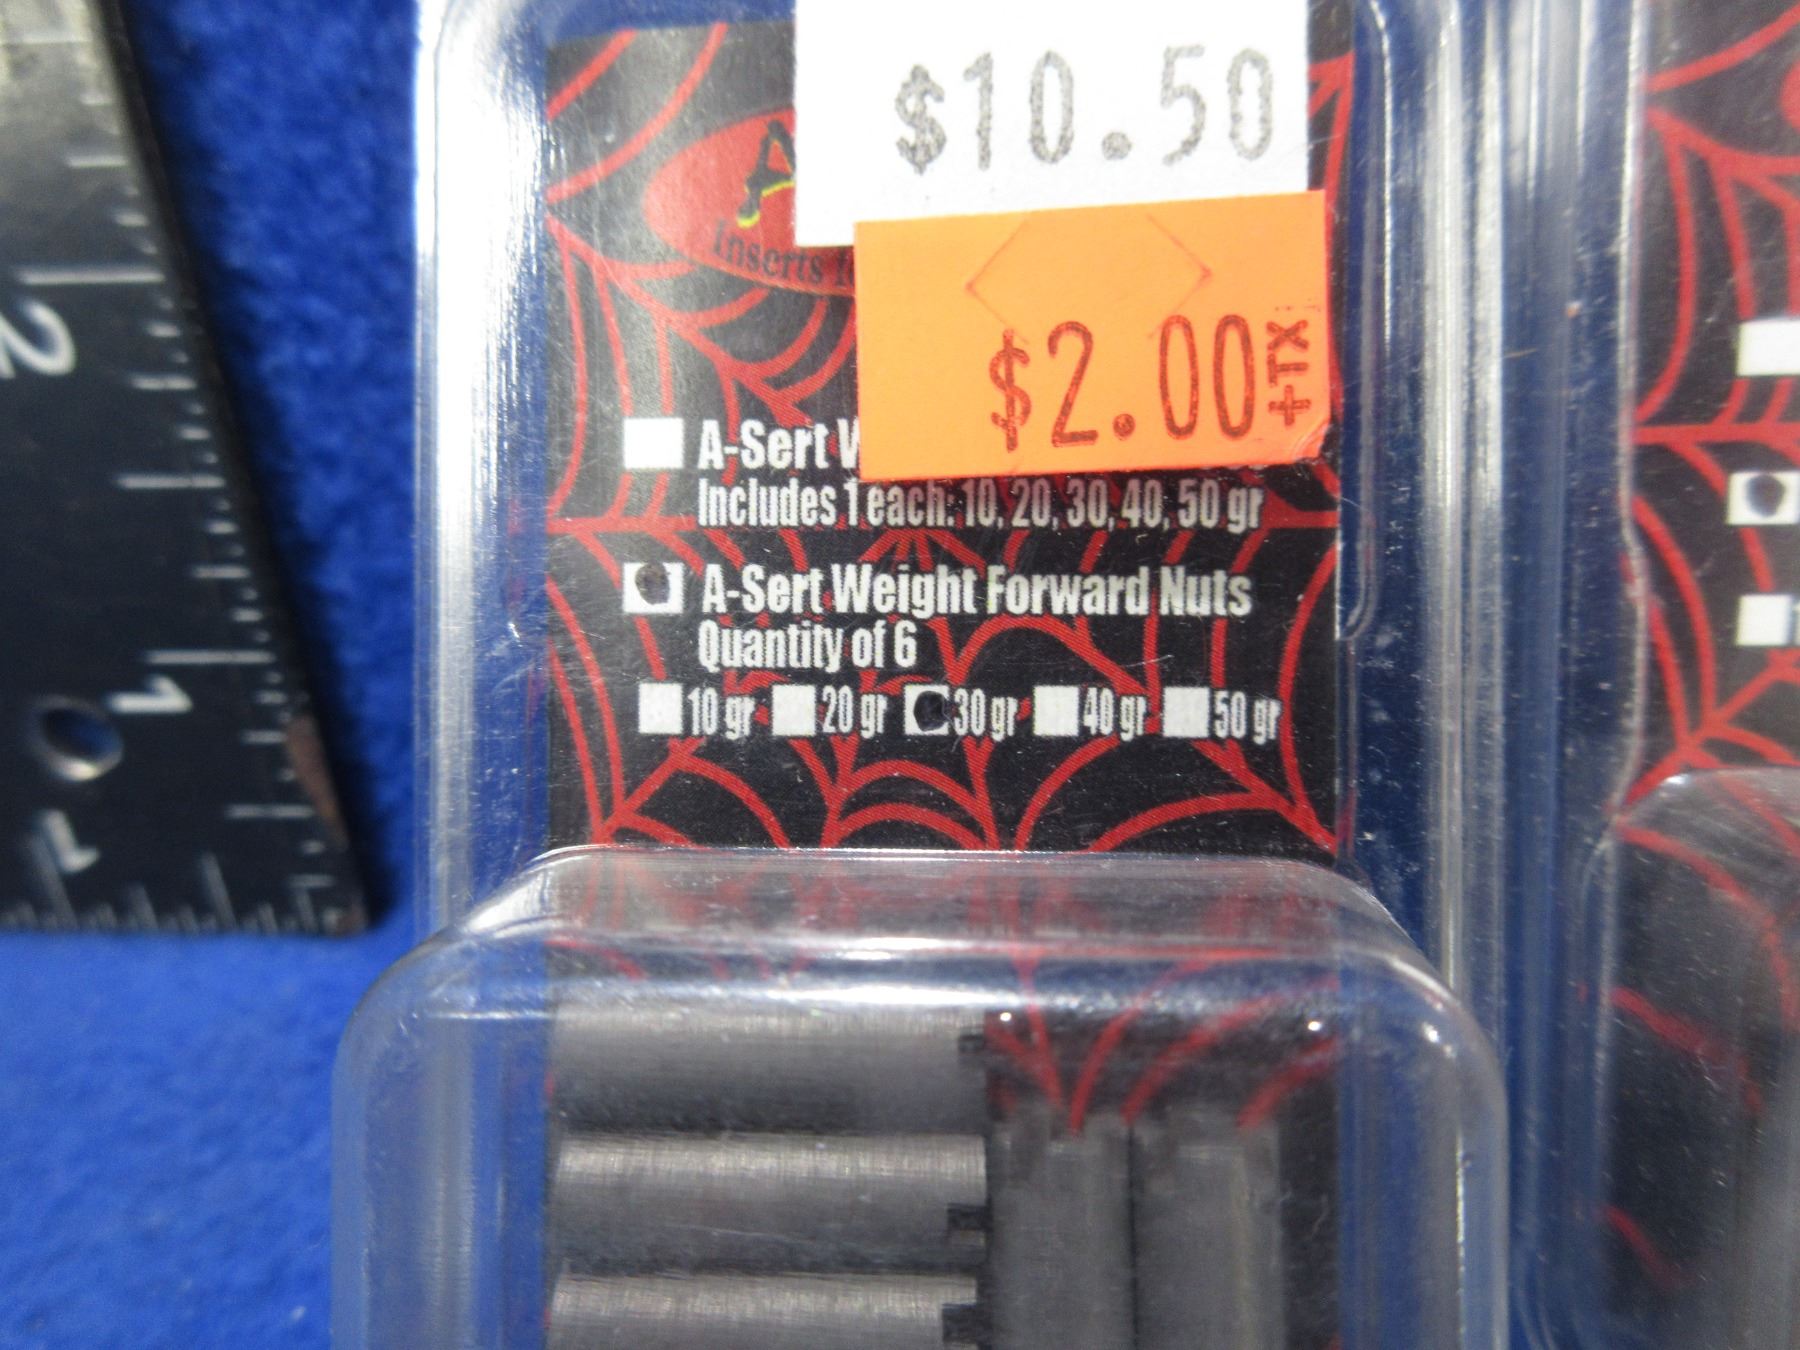 $10.50
Inserts
$2.00 +TX
A-Sert
Includes 1 each: 10, 20, 30, 40, 50 gr
A-Sert Weight Forward Nuts
Quantity of 6
10 gr 20 gr 30 gr 40 gr 50 gr
2
1
1